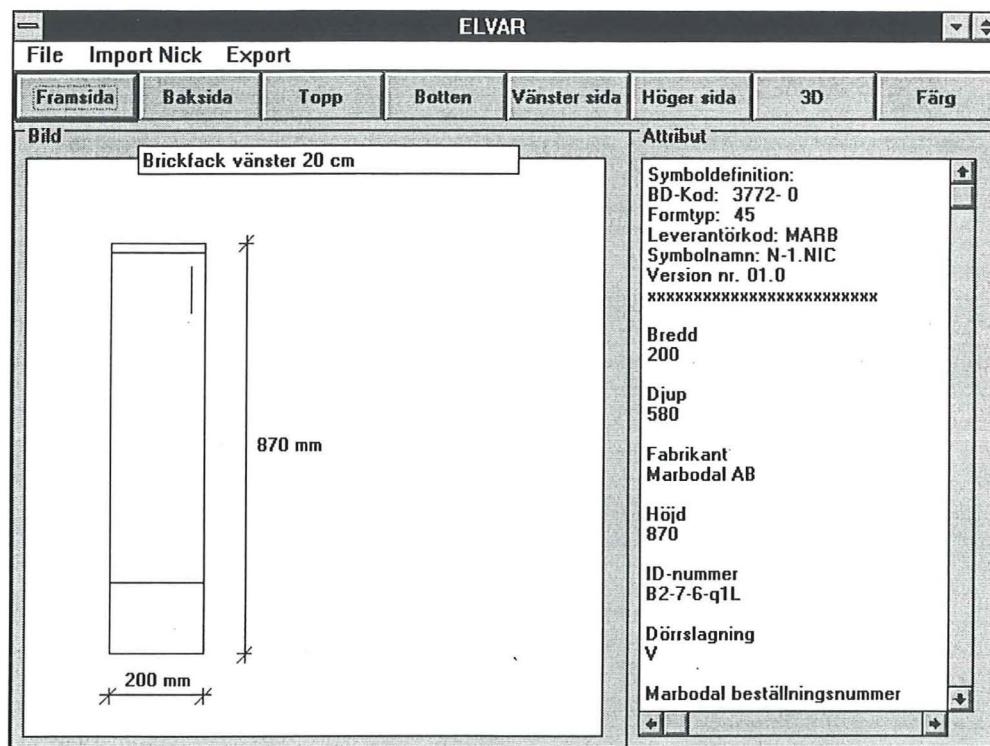 ELVAR
File Import Nick Export
Framsida Baksida Topp Botten Vänster sida Höger sida 3D Färg
Bild
Brickfack vänster 20 cm
870 mm
200 mm
Attribut
Symboldefinition:
BD-Kod: 3772- 0
Formtyp: 45
Leverantörkod: MARB
Symbolnamn: N-1.NIC
Version nr. 01.0
xxxxxxxxxxxxxxxxxxxxxxxxx
Bredd
200
Djup
580
Fabrikant
Marbodal AB
Höjd
870
ID-nummer
B2-7-6-q1L
Dörrslagning
V
Marbodal beställningsnummer